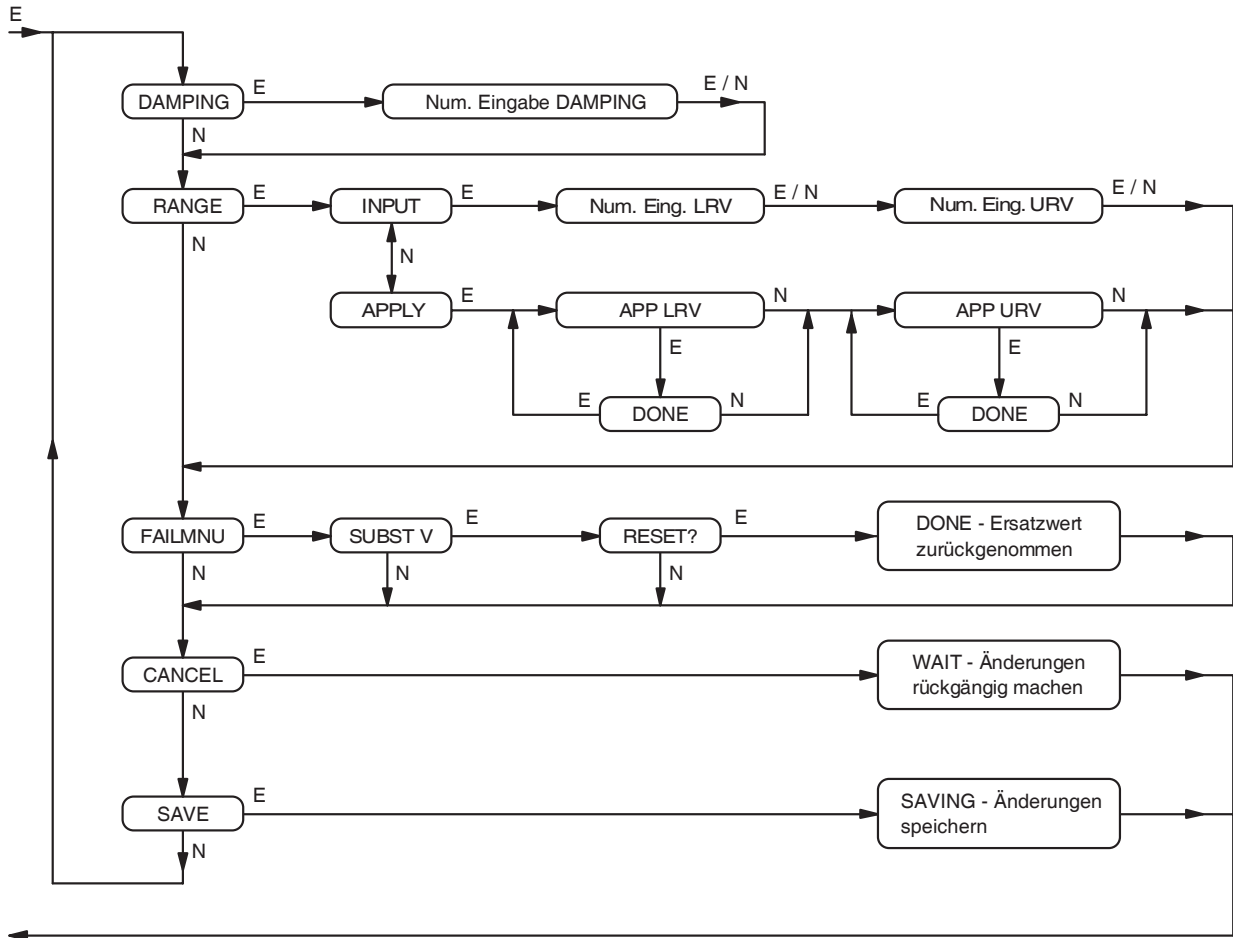 E
DAMPING
E
Num. Eingabe DAMPING
E / N
N
RANGE
E
INPUT
E
Num. Eing. LRV
E / N
Num. Eing. URV
E / N
N
N
APPLY
E
APP LRV
N
APP URV
N
E
E
E
DONE
N
E
DONE
N
FAILMNU
E
SUBST V
E
RESET?
E
DONE - Ersatzwert
zurückgenommen
N
N
N
CANCEL
E
WAIT - Änderungen
rückgängig machen
N
SAVE
E
SAVING - Änderungen
speichern
N